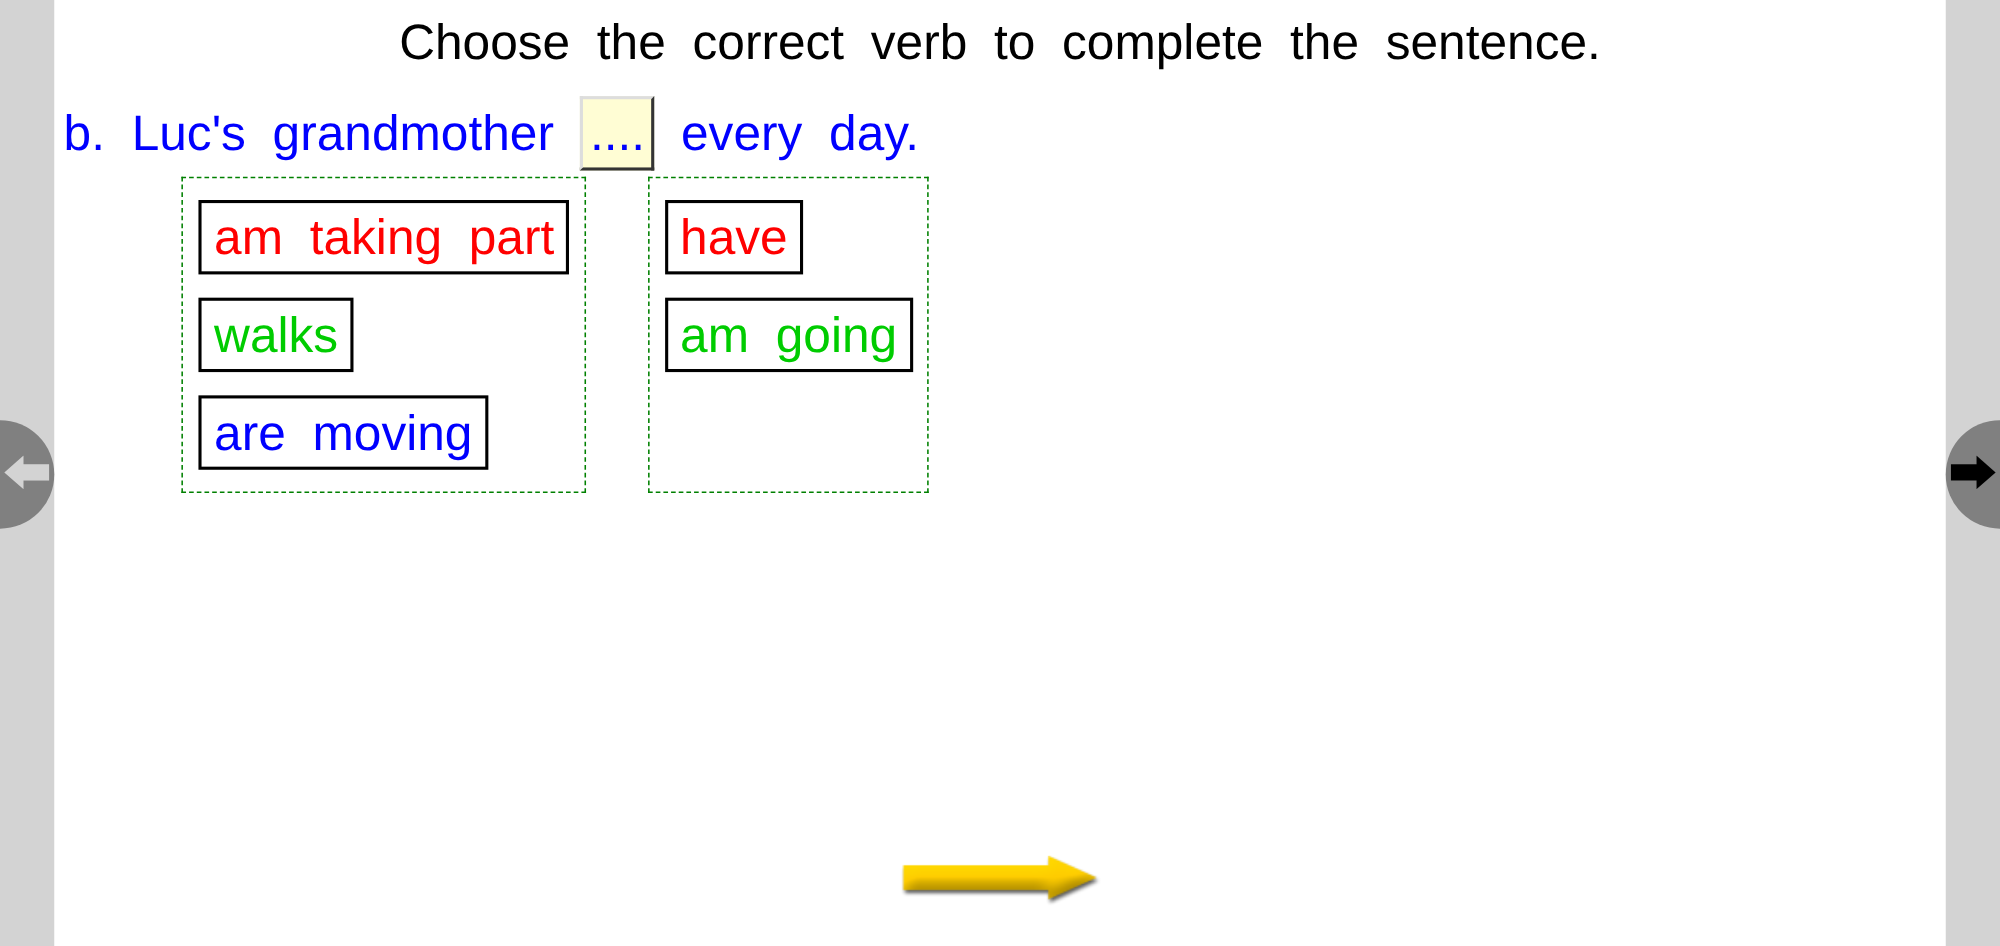 Choose the correct verb to complete the sentence.
b. Luc's grandmother .... every day.
am taking part
have
walks
am going
are moving